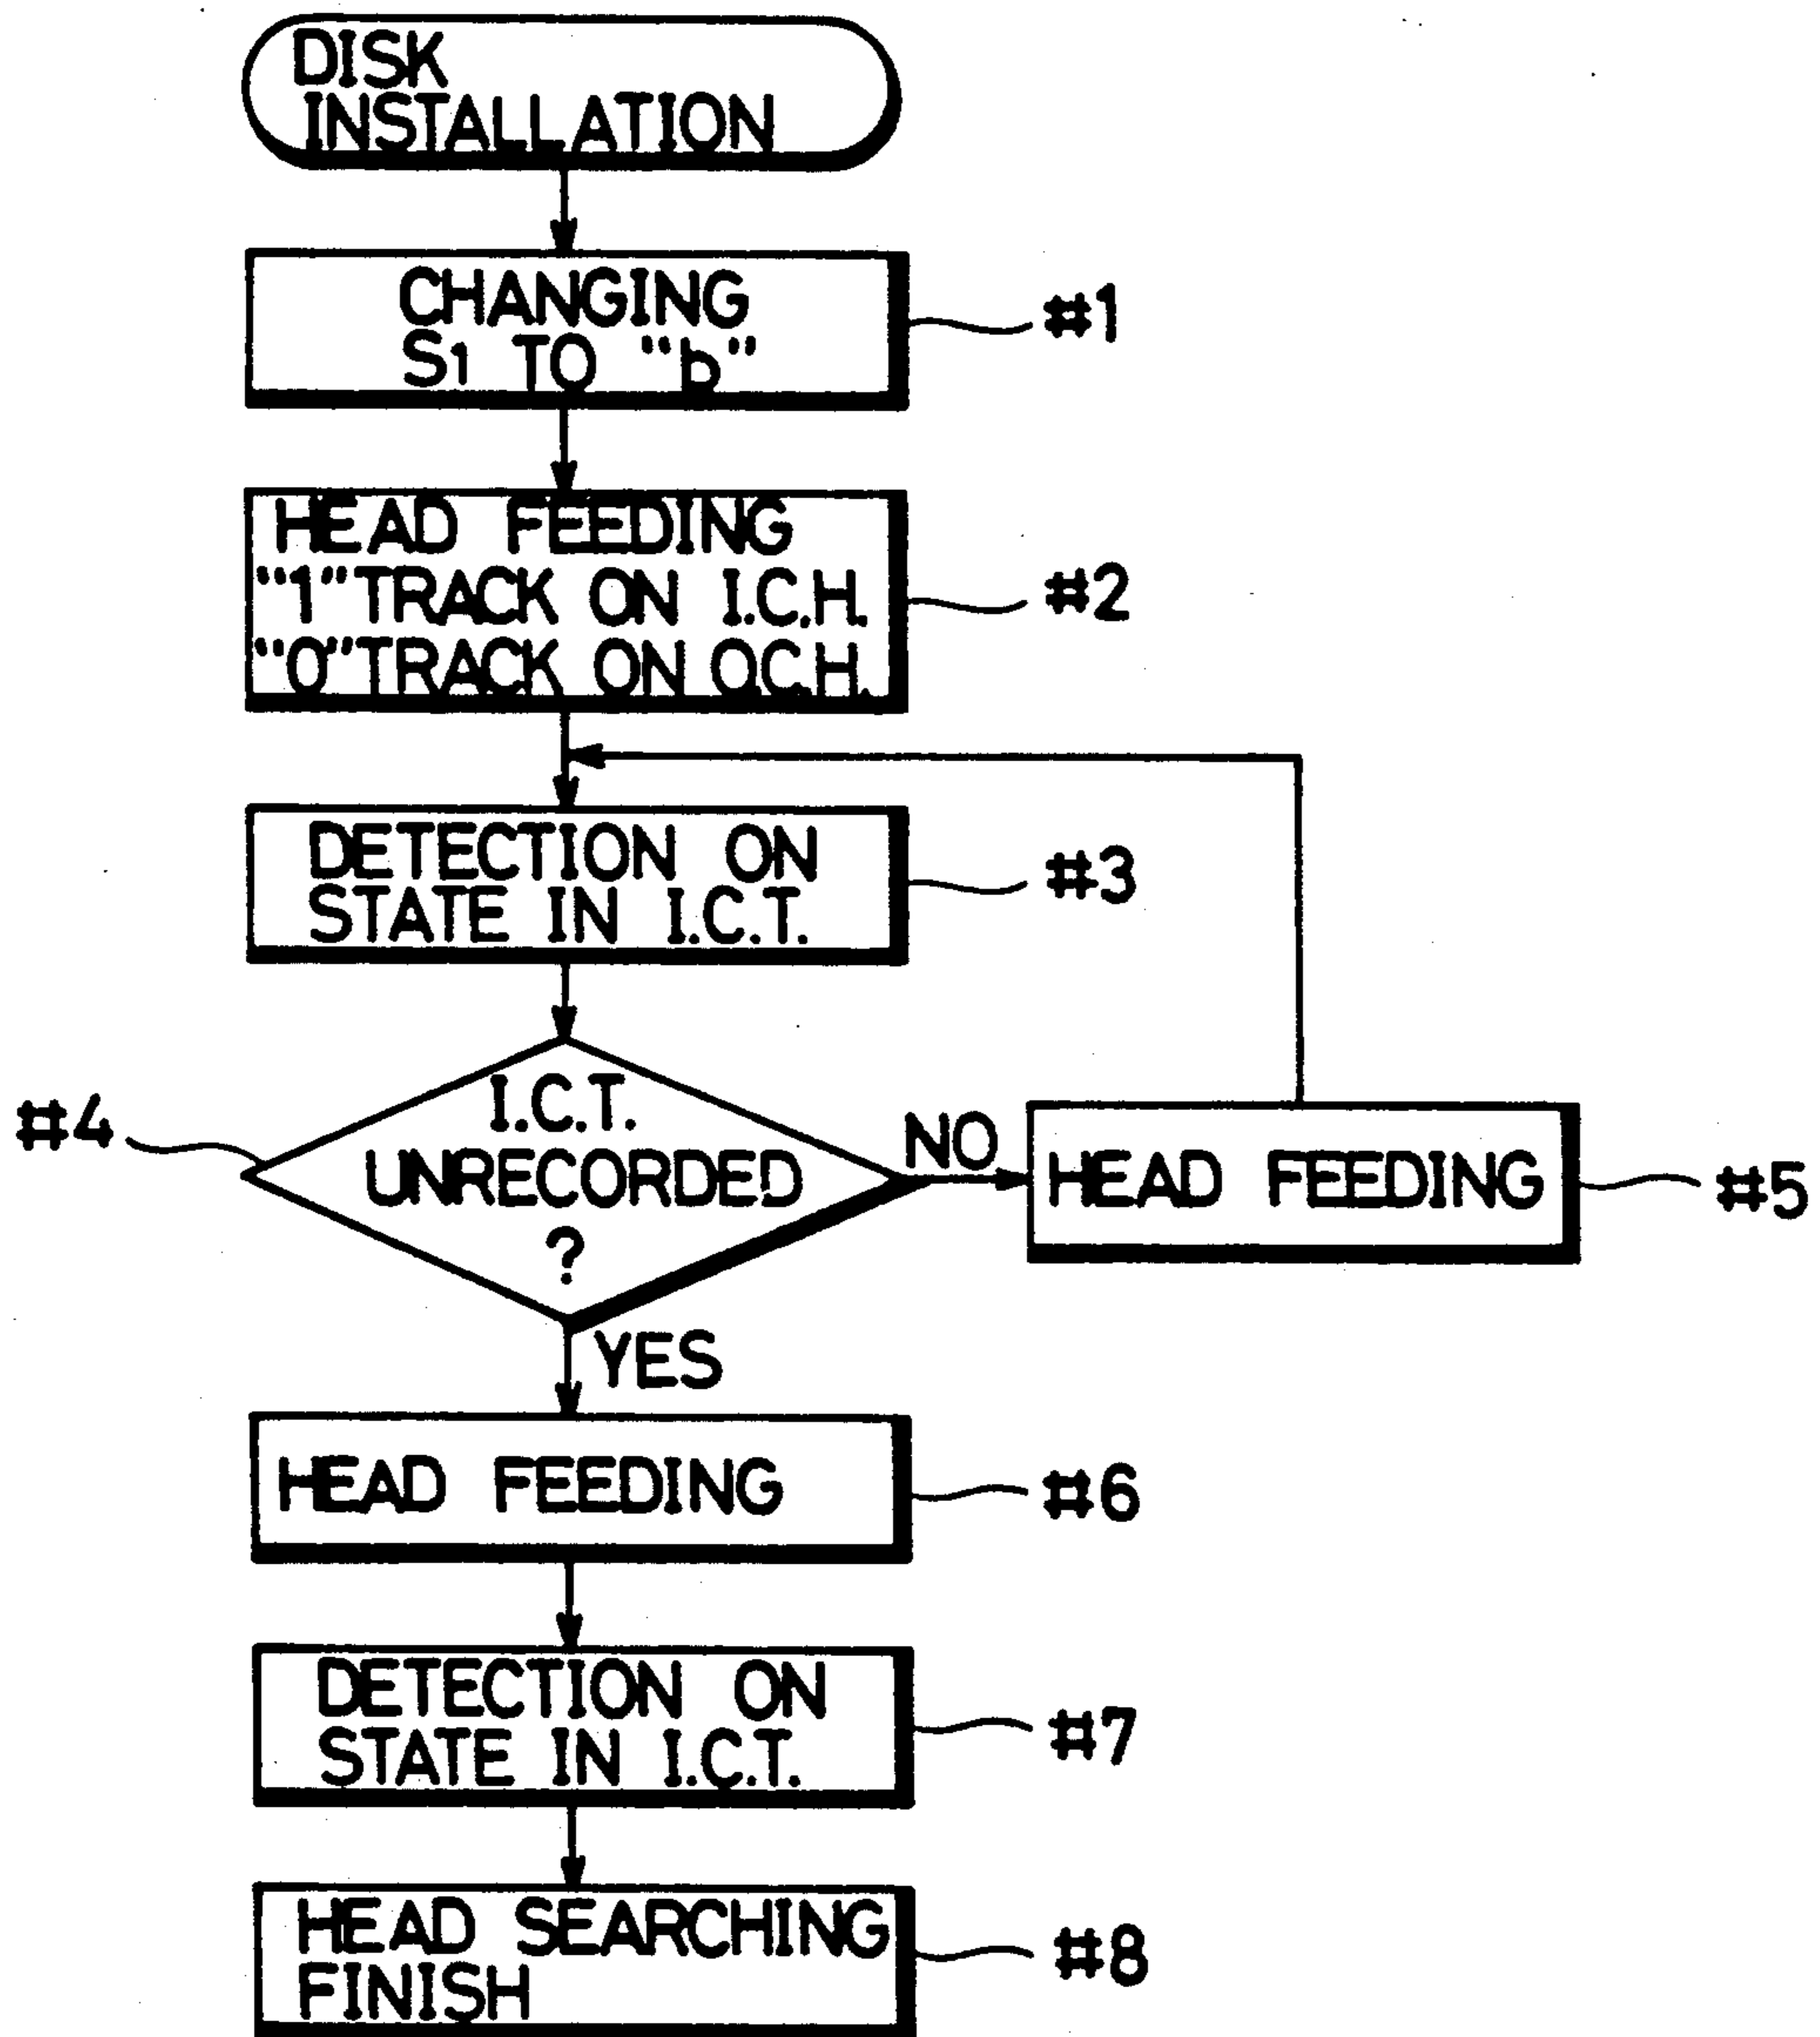 DISK
INSTALLATION
CHANGING
S1 TO "b"
#1
HEAD FEEDING
"1" TRACK ON I.C.H.
"0" TRACK ON O.C.H.
#2
DETECTION ON
STATE IN I.C.T.
#3
#4
I.C.T.
UNRECORDED
?
NO
HEAD FEEDING
#5
YES
HEAD FEEDING
#6
DETECTION ON
STATE IN I.C.T.
#7
HEAD SEARCHING
FINISH
#8